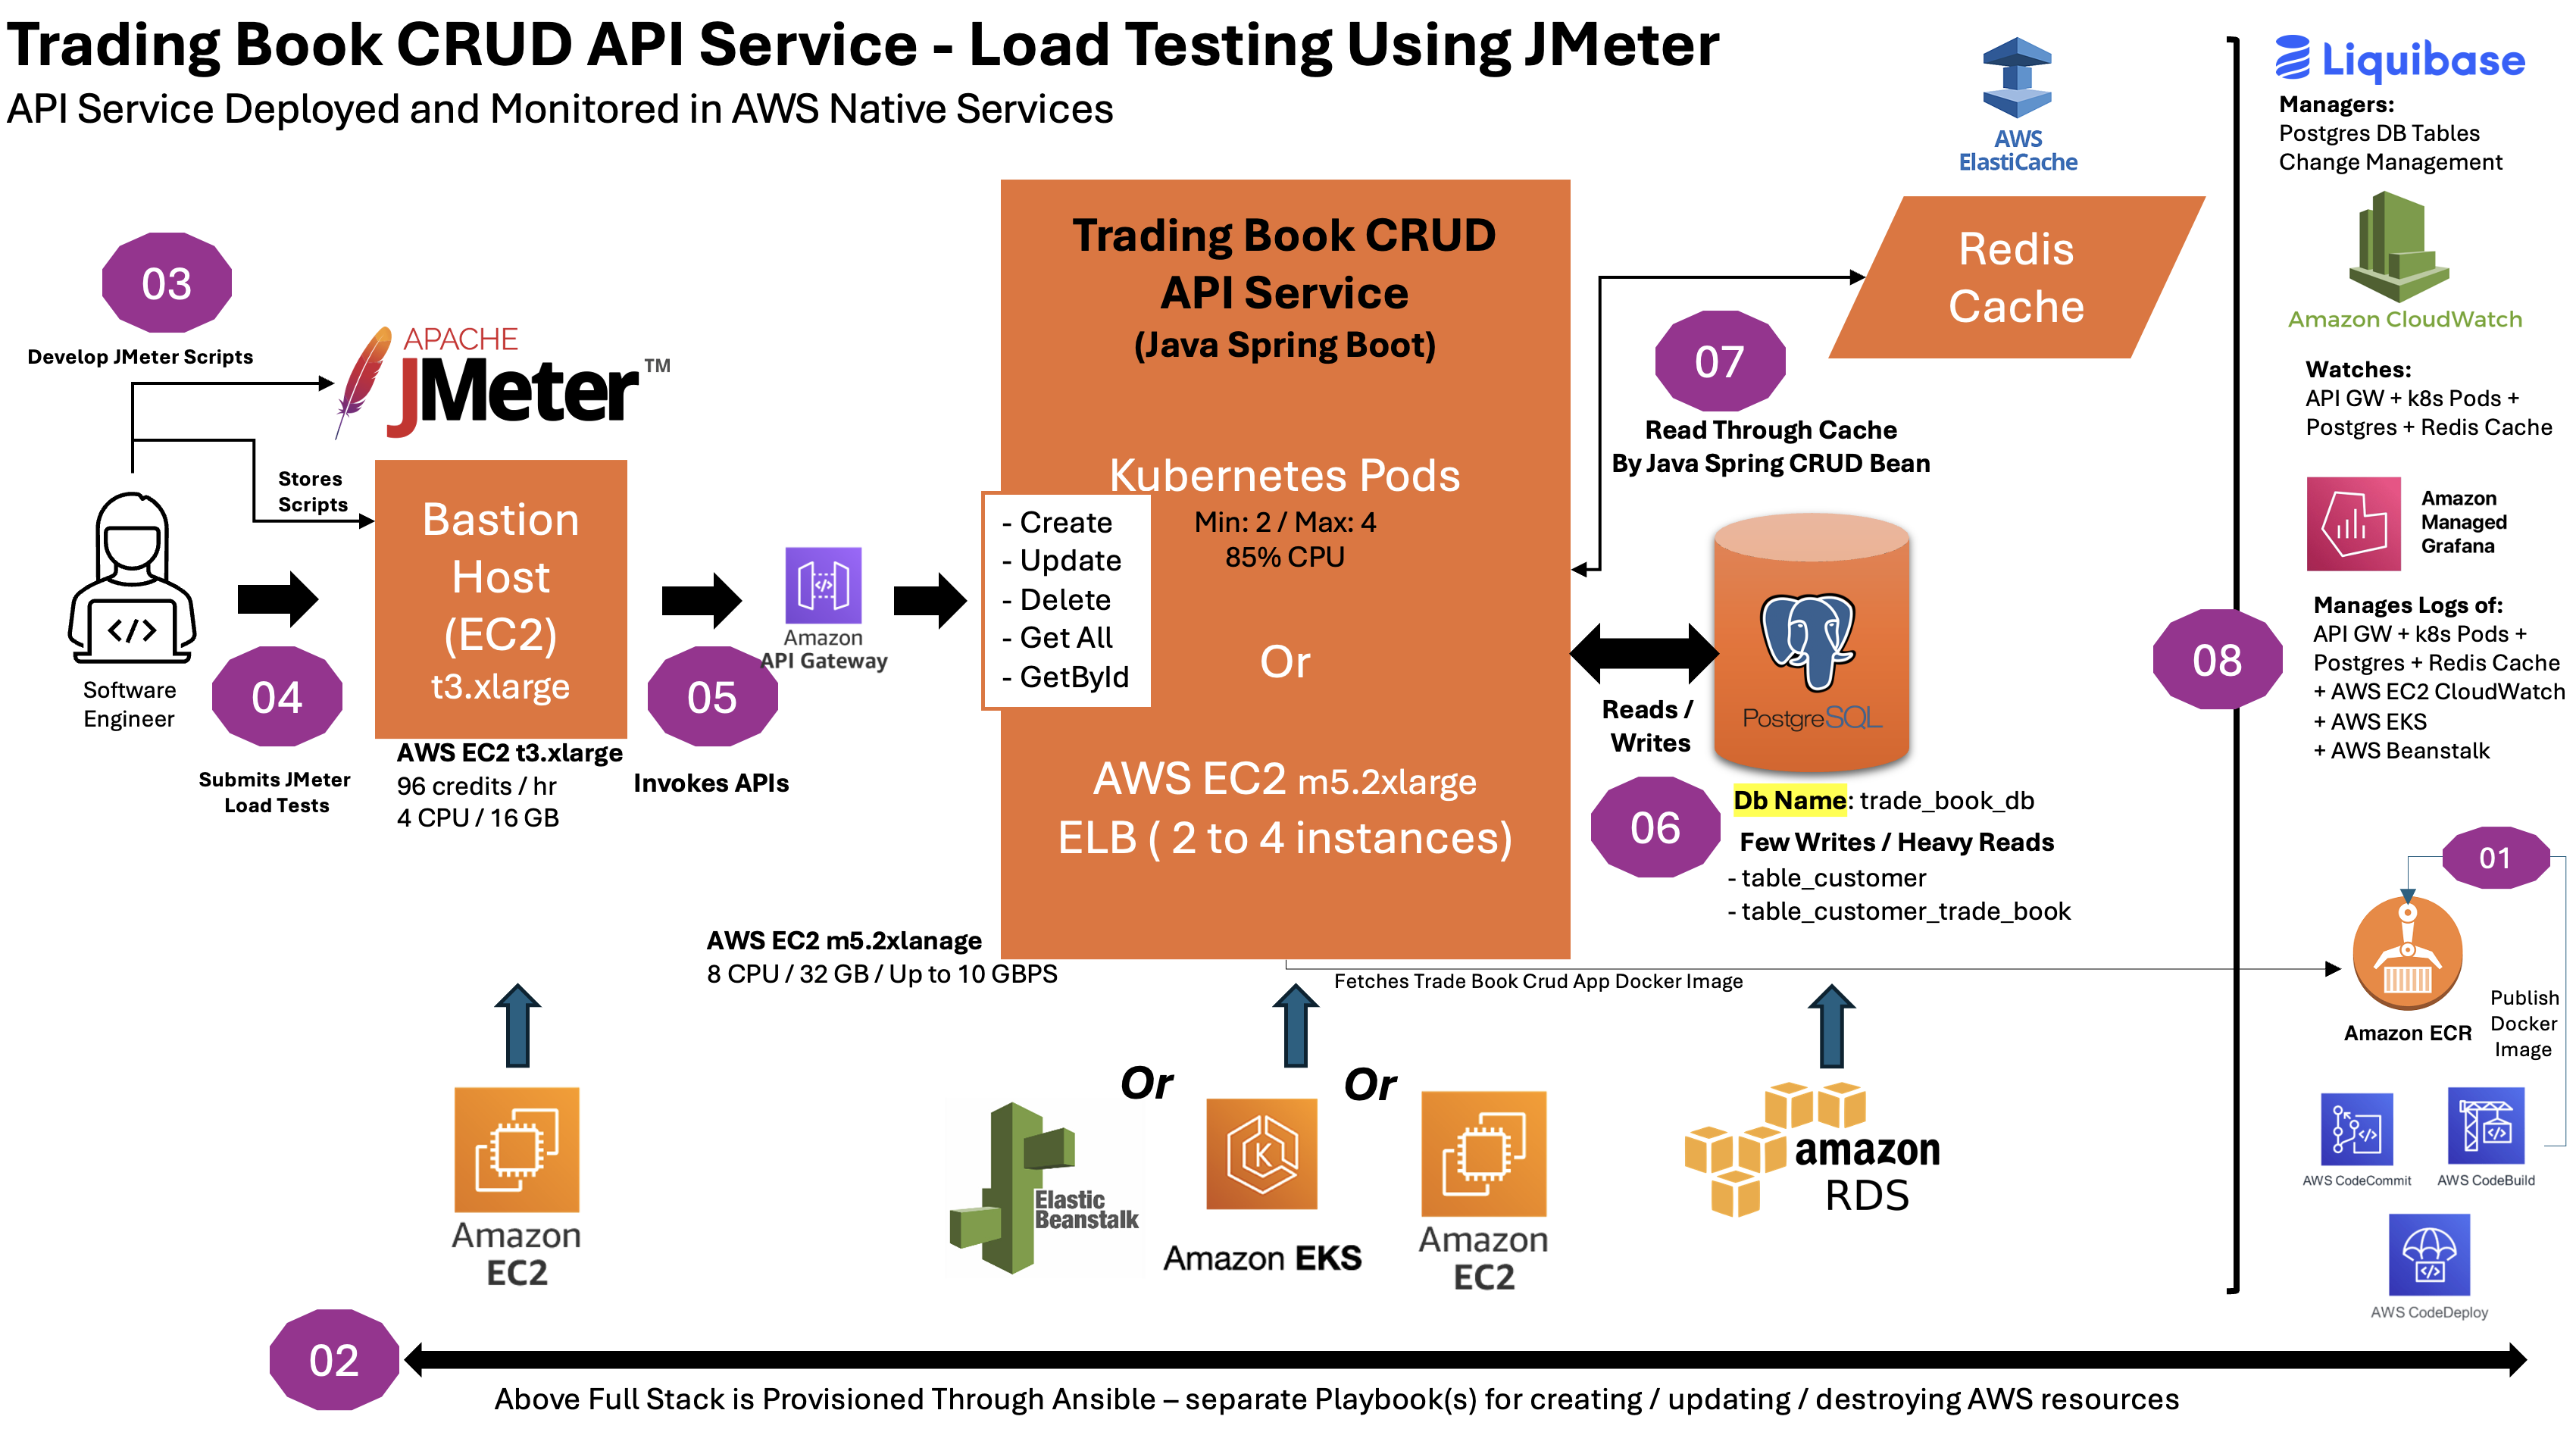 Trading Book CRUD API Service - Load Testing Using JMeter
API Service Deployed and Monitored in AWS Native Services
03
Develop JMeter Scripts
APACHE
JMeter™
Stores
Scripts
Software
Engineer
04
Submits JMeter
Load Tests
Bastion
Host
(EC2)
t3.xlarge
AWS EC2 t3.xlarge
96 credits / hr
4 CPU / 16 GB
05
Invokes APIs
Amazon
API Gateway
Trading Book CRUD
API Service
(Java Spring Boot)
Kubernetes Pods
Min: 2 / Max: 4
85% CPU
- Create
- Update
- Delete
- Get All
- GetById
Or
AWS EC2 m5.2xlarge
ELB ( 2 to 4 instances)
AWS EC2 m5.2xlanage
8 CPU / 32 GB / Up to 10 GBPS
AWS
ElastiCache
Redis
Cache
07
Read Through Cache
By Java Spring CRUD Bean
PostgreSQL
Reads /
Writes
06
Db Name: trade_book_db
Few Writes / Heavy Reads
- table_customer
- table_customer_trade_book
Fetches Trade Book Crud App Docker Image
Amazon
EC2
Elastic
Beanstalk
Or
Amazon EKS
Or
Amazon
EC2
amazon
RDS
Liquibase
Managers:
Postgres DB Tables
Change Management
Amazon CloudWatch
Watches:
API GW + k8s Pods +
Postgres + Redis Cache
Amazon
Managed
Grafana
08
Manages Logs of:
API GW + k8s Pods +
Postgres + Redis Cache
+ AWS EC2 CloudWatch
+ AWS EKS
+ AWS Beanstalk
01
Amazon ECR
Publish
Docker
Image
AWS CodeCommit
AWS CodeBuild
AWS CodeDeploy
02
Above Full Stack is Provisioned Through Ansible – separate Playbook(s) for creating / updating / destroying AWS resources